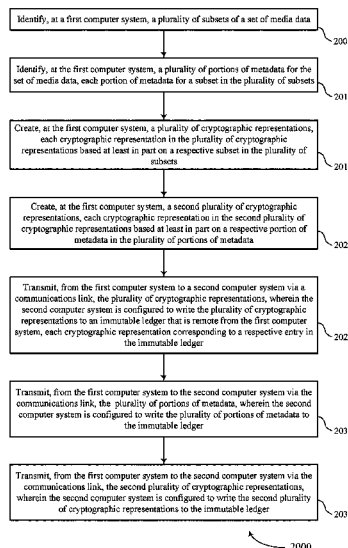 Identify, at a first computer system, a plurality of subsets of a set of media data
200
Identify, at the first computer system, a plurality of portions of metadata for the
set of media data, each portion of metadata for a subset in the plurality of subsets
201
Create, at the first computer system, a plurality of cryptographic representations,
each cryptographic representation in the plurality of cryptographic
representations based at least in part on a respective subset in the plurality of
subsets
201
Create, at the first computer system, a second plurality of cryptographic
representations, each cryptographic representation in the second plurality of
cryptographic representations based at least in part on a respective portion of
metadata in the plurality of portions of metadata
202
Transmit, from the first computer system to a second computer system via a
communications link, the plurality of cryptographic representations, wherein the
second computer system is configured to write the plurality of cryptographic
representations to an immutable ledger that is remote from the first computer
system, each cryptographic representation corresponding to a respective entry in
the immutable ledger
202
Transmit, from the first computer system to the second computer system via the
communications link, the plurality of portions of metadata, wherein the second
computer system is configured to write the plurality of portions of metadata to
the immutable ledger
203
Transmit, from the first computer system to the second computer system via the
communications link, the second plurality of cryptographic representations,
wherein the second computer system is configured to write the second plurality
of cryptographic representations to the immutable ledger
203
2000